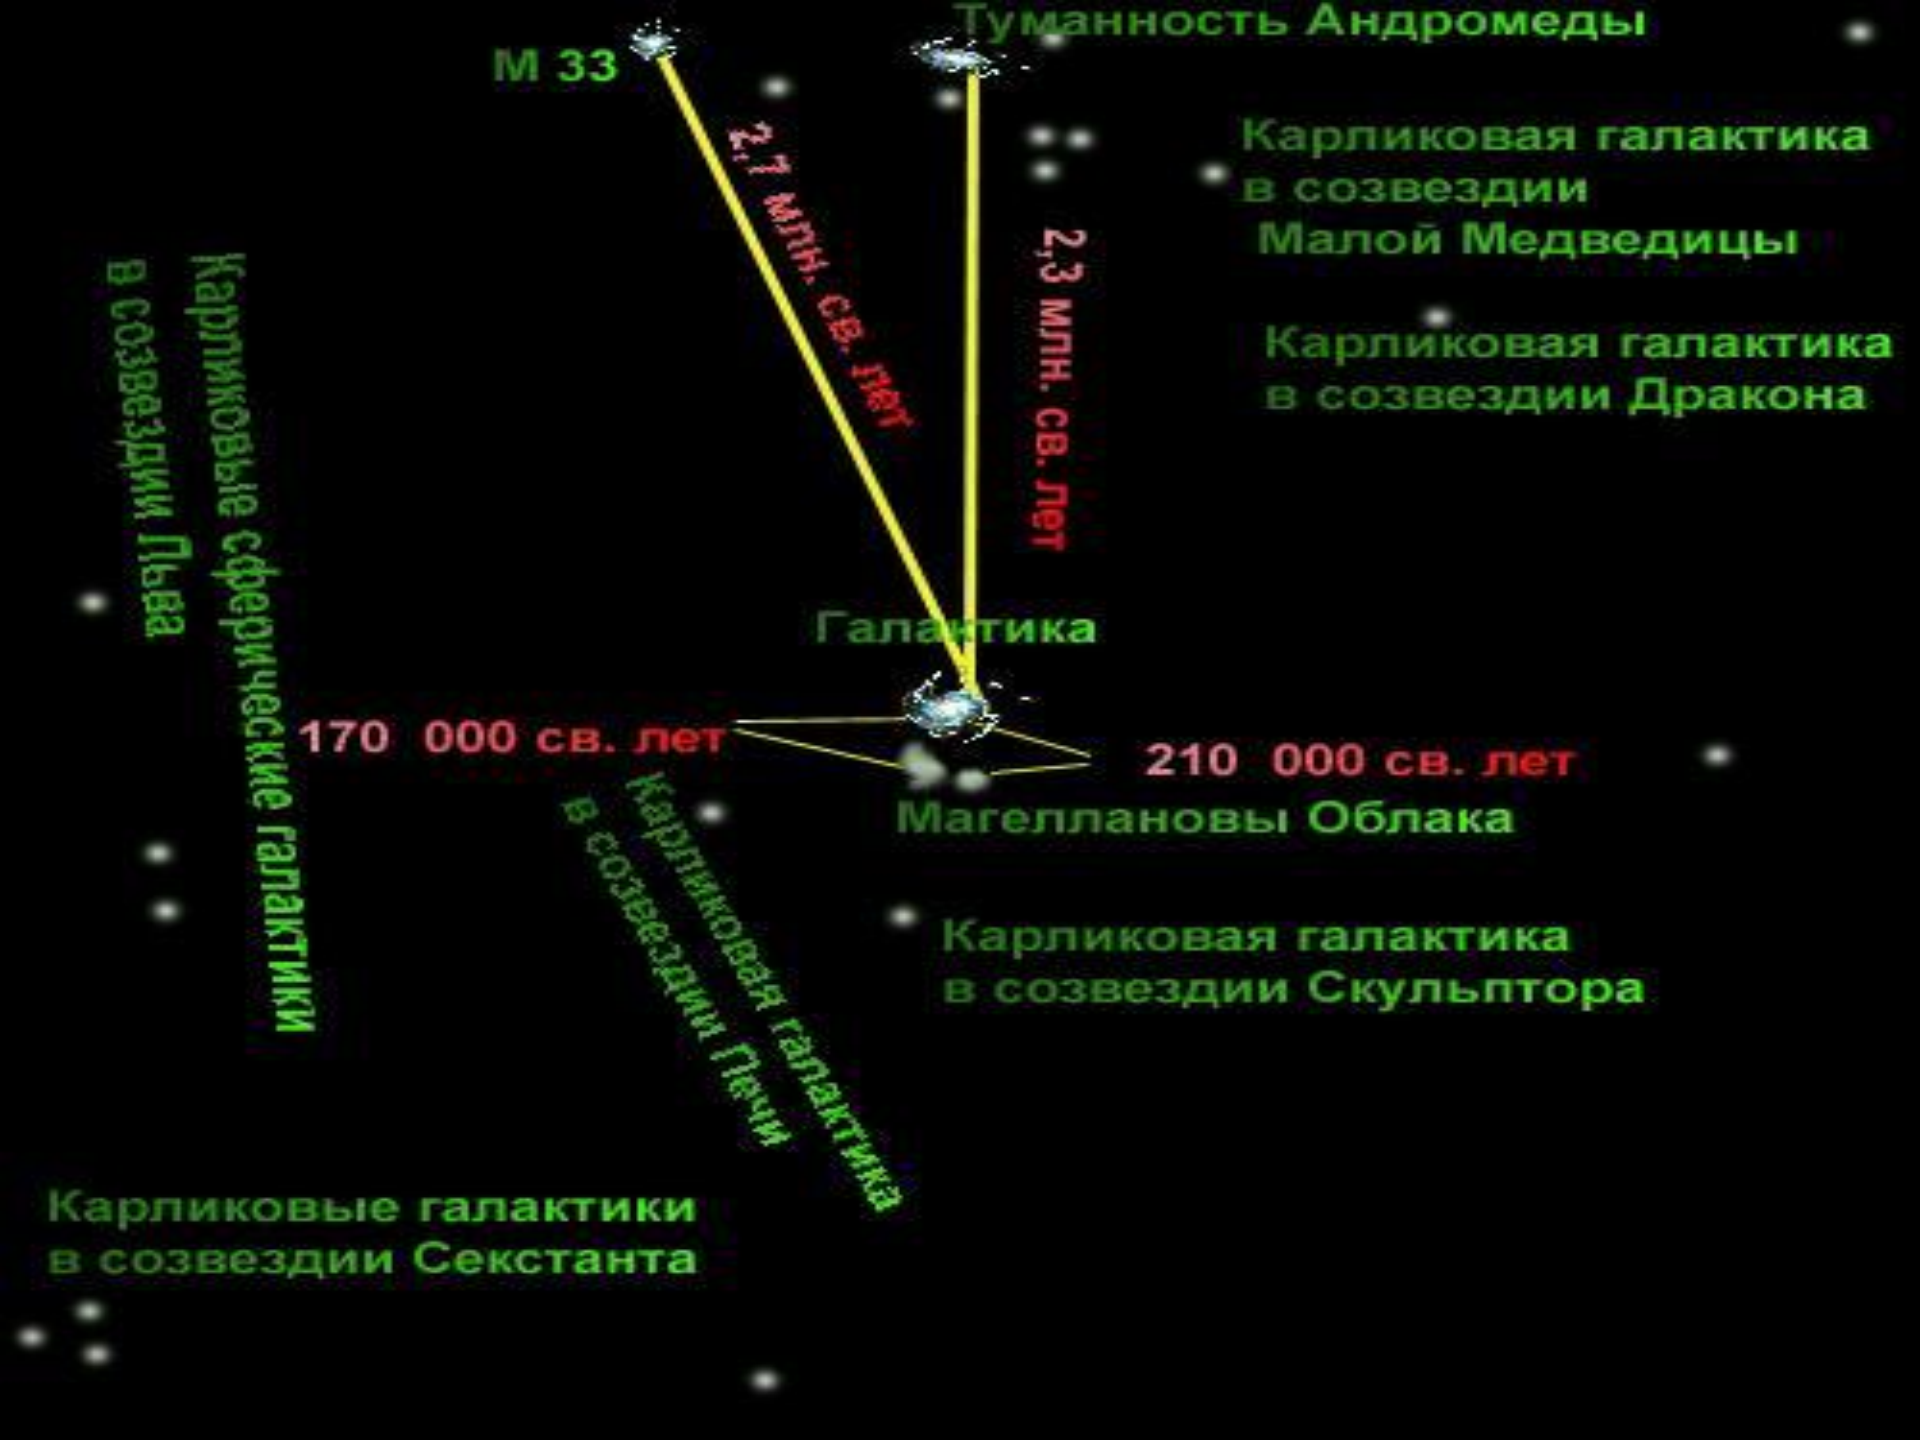 Туманность Андромеды
М 33
2,7 млн. св. лет
2,3 млн. св. лет
Карликовая галактика
в созвездии
Малой Медведицы
Карликовая галактика
в созвездии Дракона
Карликовые сферические галактики
в созвездии Льва
Галактика
170 000 св. лет
210 000 св. лет
Магеллановы Облака
Карликовая галактика
в созвездии Печи
Карликовая галактика
в созвездии Скульптора
Карликовые галактики
в созвездии Секстанта